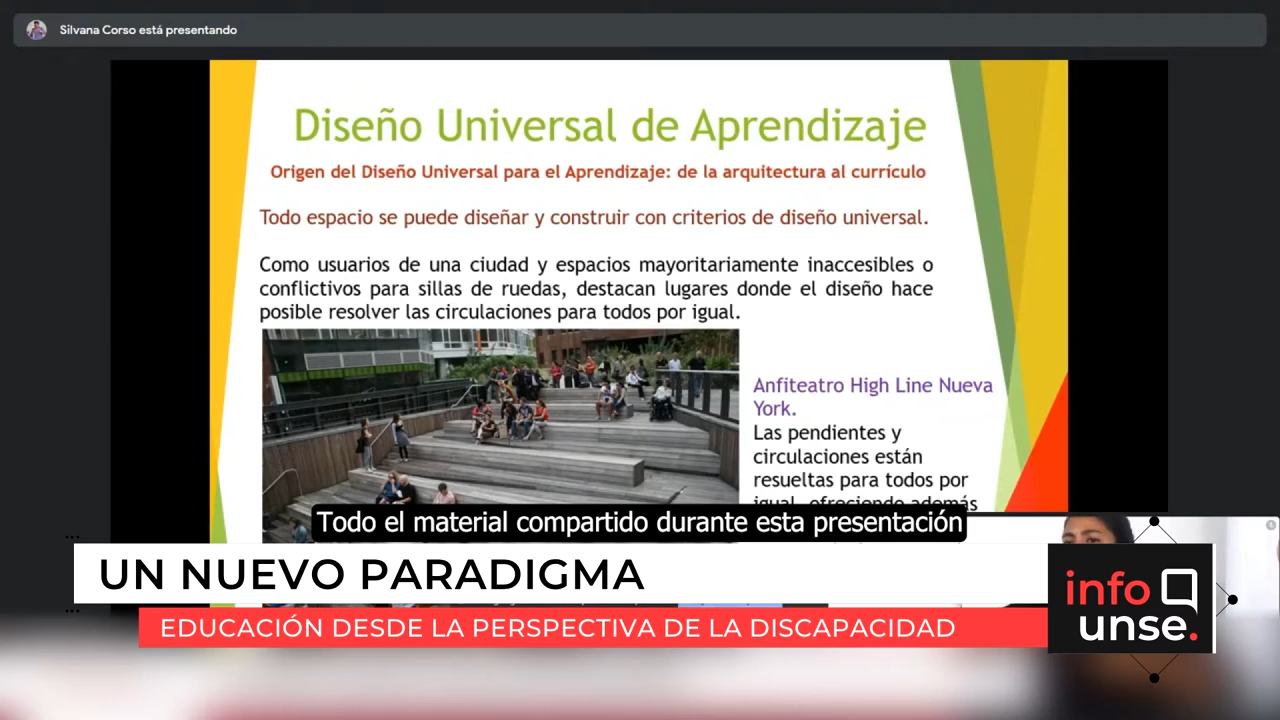 Silvana Corso está presentando
Diseño Universal de Aprendizaje
Origen del Diseño Universal para el Aprendizaje: de la arquitectura al currículo
Todo espacio se puede diseñar y construir con criterios de diseño universal.
Como usuarios de una ciudad y espacios mayoritariamente inaccesibles o
conflictivos para sillas de ruedas, destacan lugares donde el diseño hace
posible resolver las circulaciones para todos por igual.
Anfiteatro High Line Nueva
York.
Las pendientes y
circulaciones están
resueltas para todos por
igual, ofreciendo además
Todo el material compartido durante esta presentación
UN NUEVO PARADIGMA
EDUCACIÓN DESDE LA PERSPECTIVA DE LA DISCAPACIDAD
info
unse.